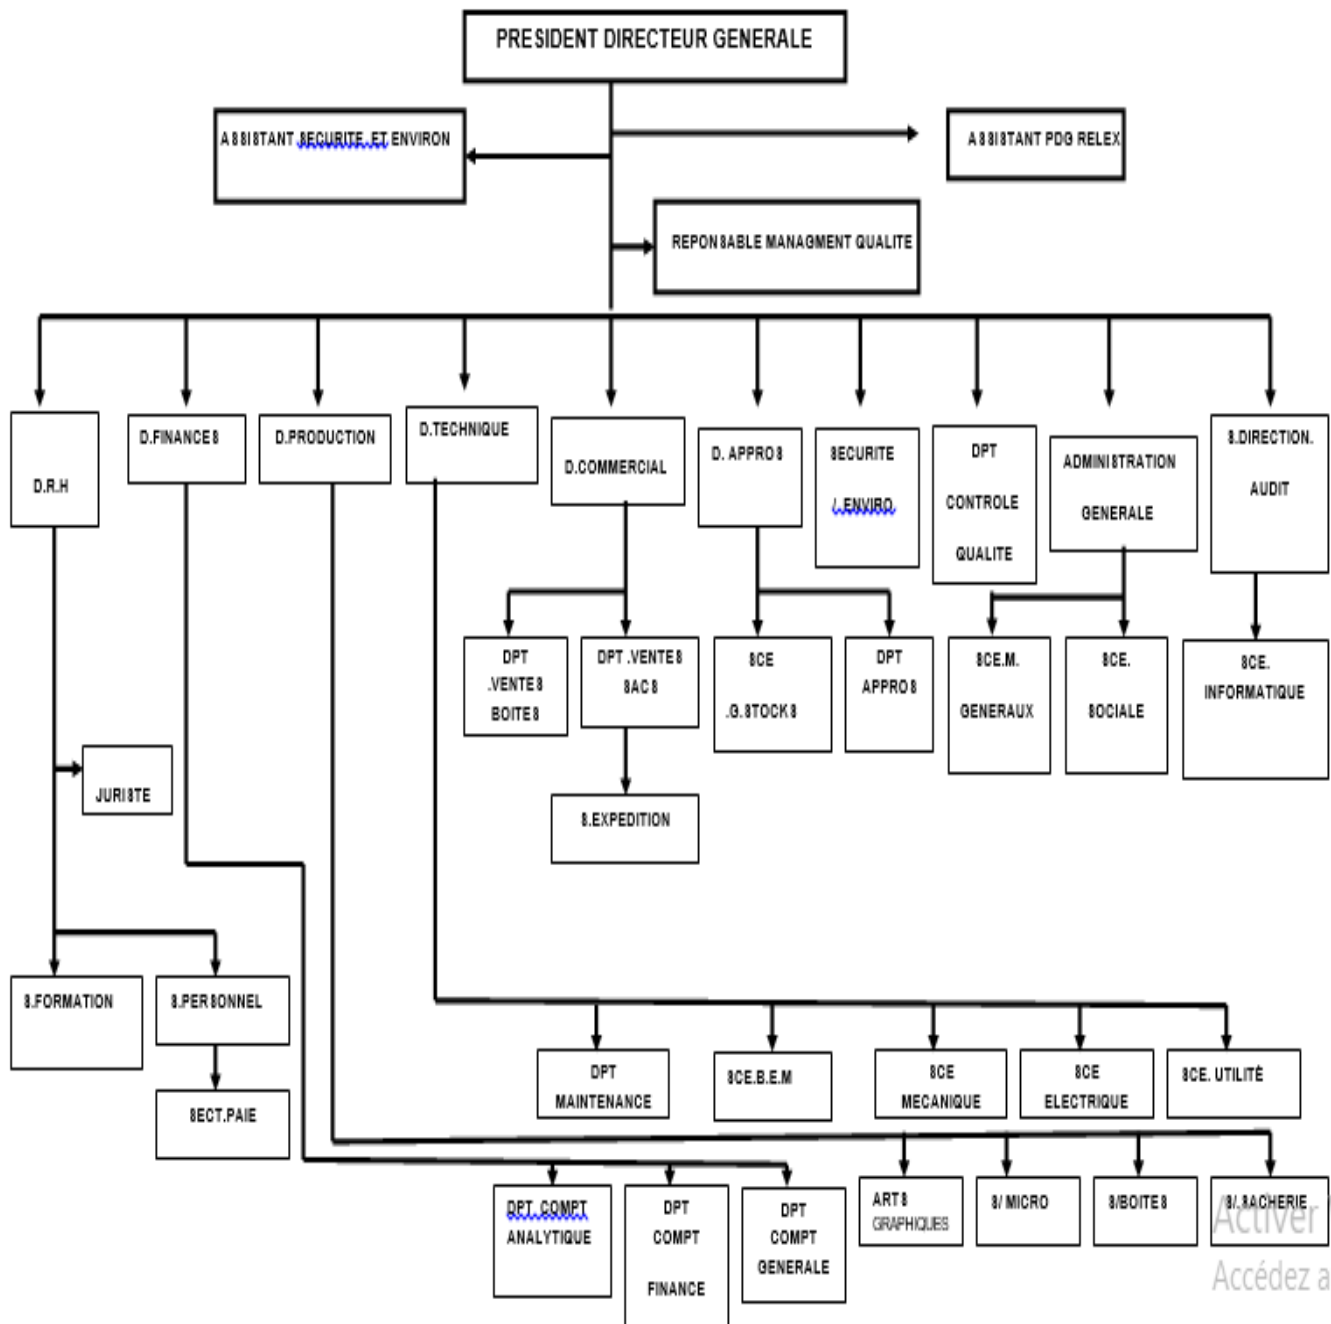 PRESIDENT DIRECTEUR GENERALE
ASSISTANT .SECURITE. ET ENVIRON
ASSISTANT PDG RELEX
REPONSABLE MANAGMENT QUALITE
D.R.H
D.FINANCES
D.PRODUCTION
D.TECHNIQUE
D.COMMERCIAL
D. APPROS
SECURITE
/.ENVIRO.
DPT
CONTROLE
QUALITE
ADMINISTRATION
GENERALE
S.DIRECTION.
AUDIT
DPT
.VENTES
BOITES
DPT .VENTES
SACS
SCE
.G.STOCKS
DPT
APPROS
SCE.M.
GENERAUX
SCE.
SOCIALE
SCE.
INFORMATIQUE
JURISTE
S.EXPEDITION
S.FORMATION
S.PERSONNEL
SECT.PAIE
DPT
MAINTENANCE
SCE.B.E.M
SCE
MECANIQUE
SCE
ELECTRIQUE
SCE. UTILITÉ
DPT. COMPT
ANALYTIQUE
DPT
COMPT
FINANCE
DPT
COMPT
GENERALE
ARTS
GRAPHIQUES
S/ MICRO
S/BOITES
S/.SACHERIE
Activer
Accédez a